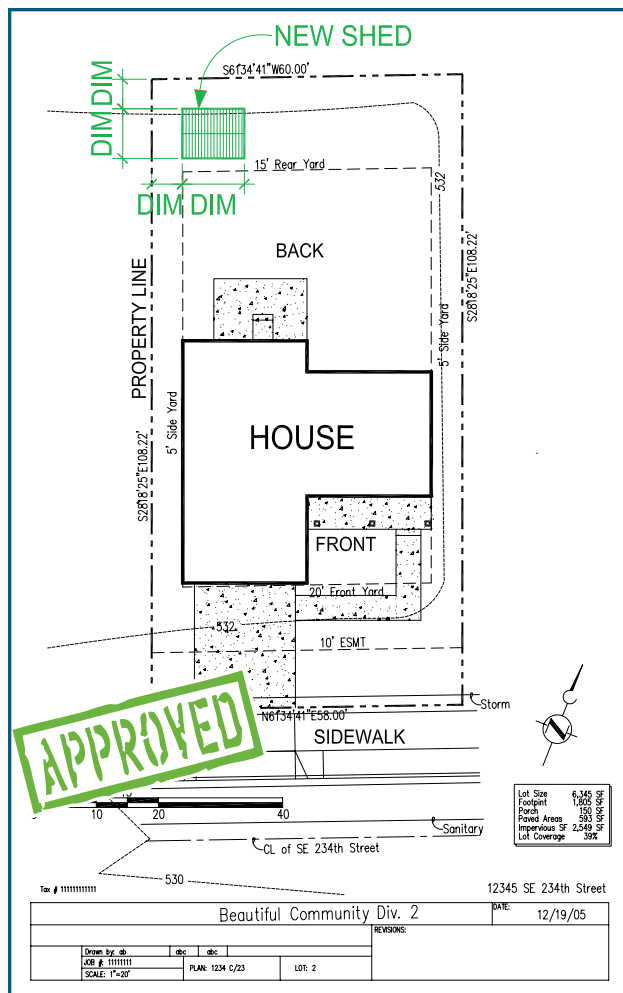 NEW SHED
S61°34'41"W60.00'
DIM DIM
15' Rear Yard
532
DIM DIM
BACK
S28°18'25"E108.22'
PROPERTY LINE
5' Side Yard
5' Side Yard
HOUSE
S28°18'25"E108.22'
FRONT
20' Front Yard
532
10' ESMT
APPROVED
Storm
N61°34'41"E58.00'
SIDEWALK
Lot Size 6,345 SF
Footpint 1,805 SF
Porch 150 SF
Paved Areas 593 SF
Impervious SF 2,549 SF
Lot Coverage 39%
10 20 40
Sanitary
CL of SE 234th Street
530
Tax # 111111111111
12345 SE 234th Street
Beautiful Community Div. 2
DATE: 12/19/05
REVISIONS:
Drawn by: ab abc abc
JOB #: 11111111
PLAN: 1234 C/23
LOT: 2
SCALE: 1"=20'